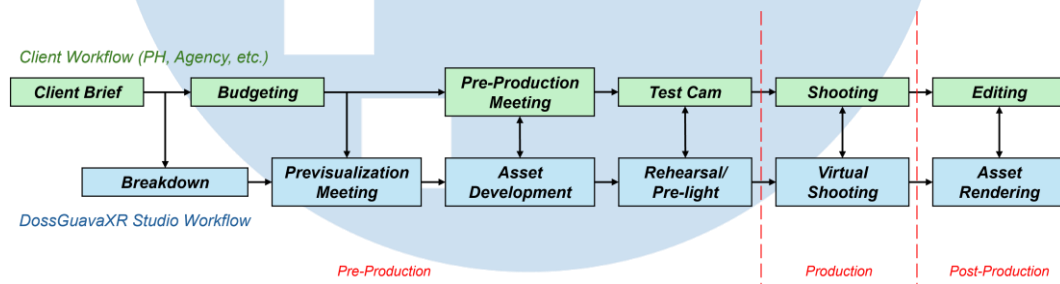 Client Workflow (PH, Agency, etc.)
Client Brief
Budgeting
Pre-Production
Meeting
Test Cam
Shooting
Editing
Breakdown
Previsualization
Meeting
Asset
Development
Rehearsal/
Pre-light
Virtual
Shooting
Asset
Rendering
DossGuavaXR Studio Workflow
Pre-Production
Production
Post-Production